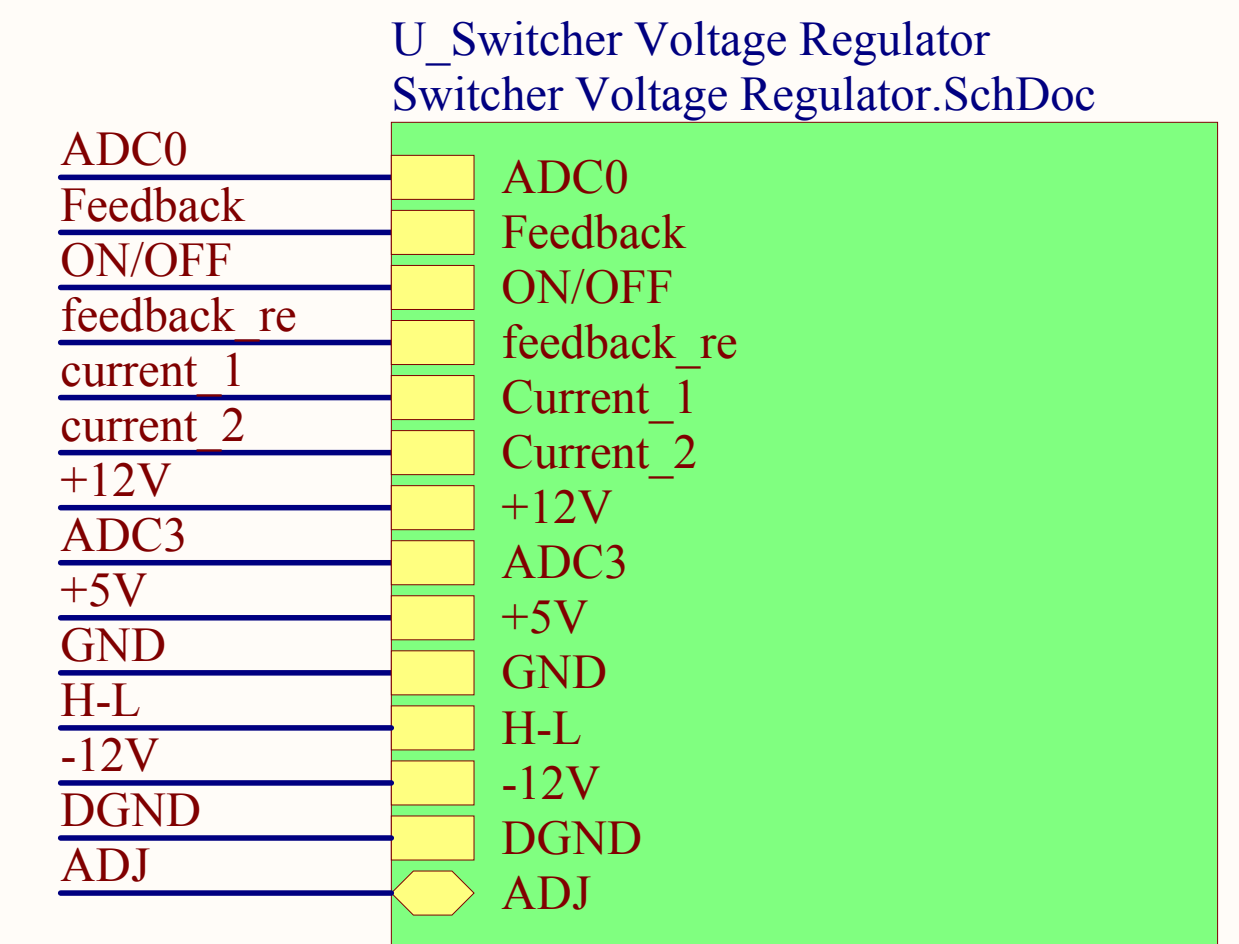 U_Switcher Voltage Regulator
Switcher Voltage Regulator.SchDoc
ADC0 ADC0
Feedback Feedback
ON/OFF ON/OFF
feedback_re feedback_re
current_1 Current_1
current_2 Current_2
+12V +12V
ADC3 ADC3
+5V +5V
GND GND
H-L H-L
-12V -12V
DGND DGND
ADJ ADJ